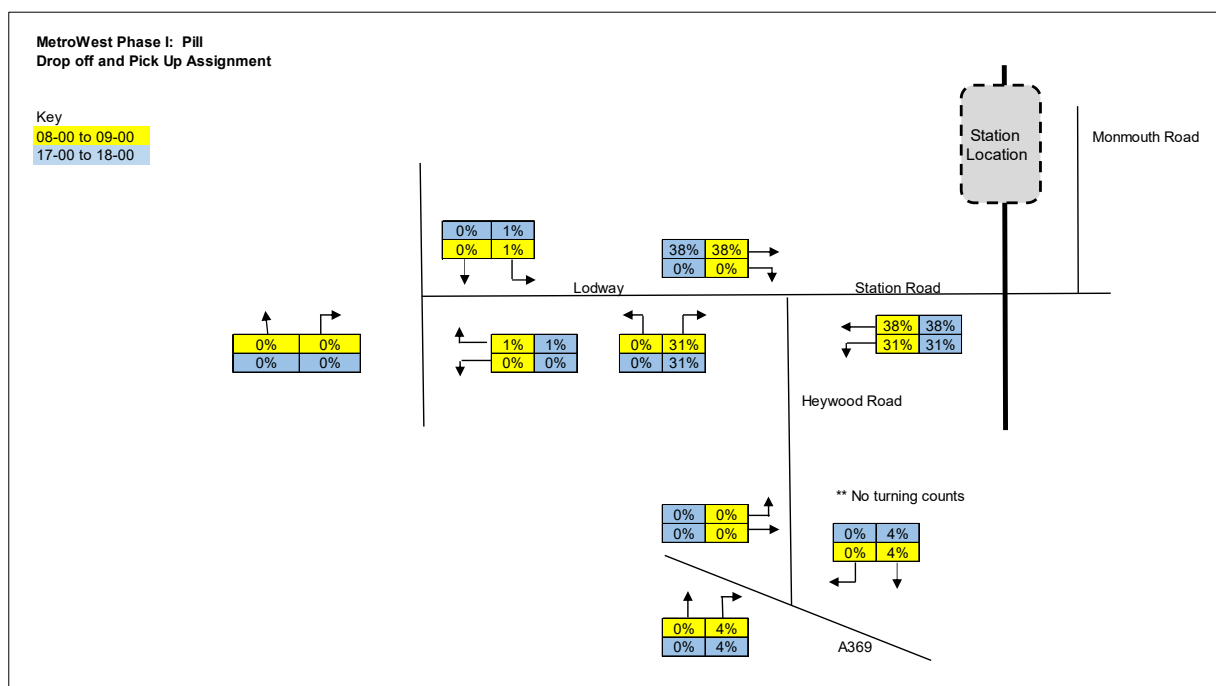 MetroWest Phase I: Pill
Drop off and Pick Up Assignment
Key
08-00 to 09-00
17-00 to 18-00
Station
Location
Monmouth Road
0% 1%
0% 1%
38% 38%
0% 0%
Lodway
Station Road
0% 0%
0% 0%
1% 1%
0% 0%
0% 31%
0% 31%
38% 38%
31% 31%
Heywood Road
** No turning counts
0% 0%
0% 0%
0% 4%
0% 4%
0% 4%
0% 4%
A369